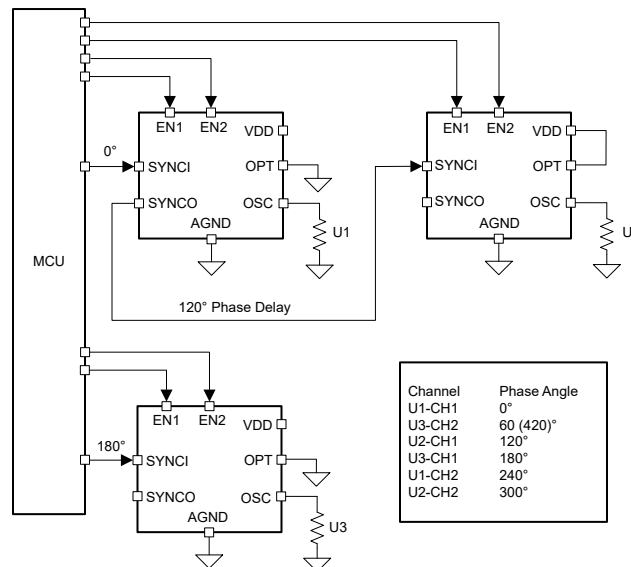 EN1 EN2
VDD
0°
SYNCI
OPT
SYNCO
OSC
AGND
U1
EN1 EN2
VDD
SYNCI
OPT
SYNCO
OSC
AGND
U
MCU
120° Phase Delay
EN1 EN2
VDD
180°
SYNCI
OPT
SYNCO
OSC
AGND
U3
Channel Phase Angle
U1-CH1 0°
U3-CH2 60 (420)°
U2-CH1 120°
U3-CH1 180°
U1-CH2 240°
U2-CH2 300°